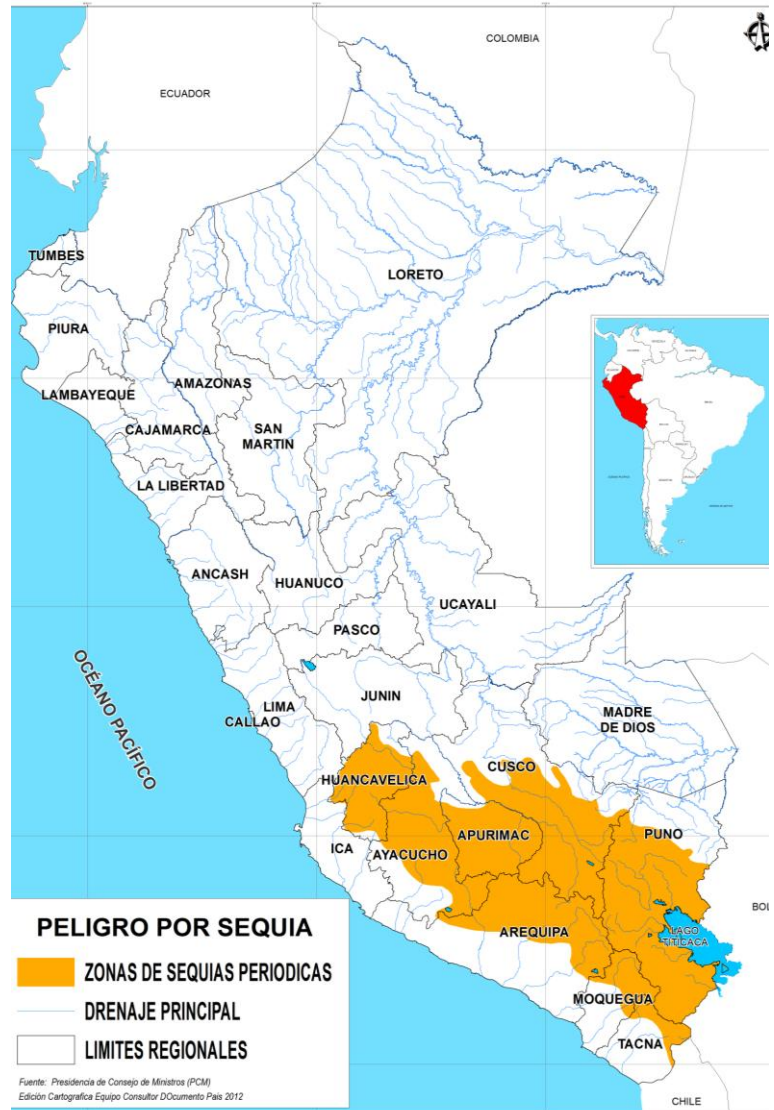 COLOMBIA
ECUADOR
TUMBES
LORETO
PIURA
LAMBAYEQUE
AMAZONAS
CAJAMARCA
SAN
MARTIN
LA LIBERTAD
ANCASH
HUANUCO
UCAYALI
PASCO
OCÉANO PACÍFICO
JUNIN
LIMA
CALLAO
MADRE
DE DIOS
CUSCO
HUANCAVELICA
APURIMAC
PUNO
ICA
AYACUCHO
BOL
AREQUIPA
LAGO
TITICACA
MOQUEGUA
TACNA
CHILE
PELIGRO POR SEQUIA
ZONAS DE SEQUIAS PERIODICAS
DRENAJE PRINCIPAL
LIMITES REGIONALES
Fuente: Presidencia de Consejo de Ministros (PCM)
Edición Cartografica Equipo Consultor DOcumento Pais 2012